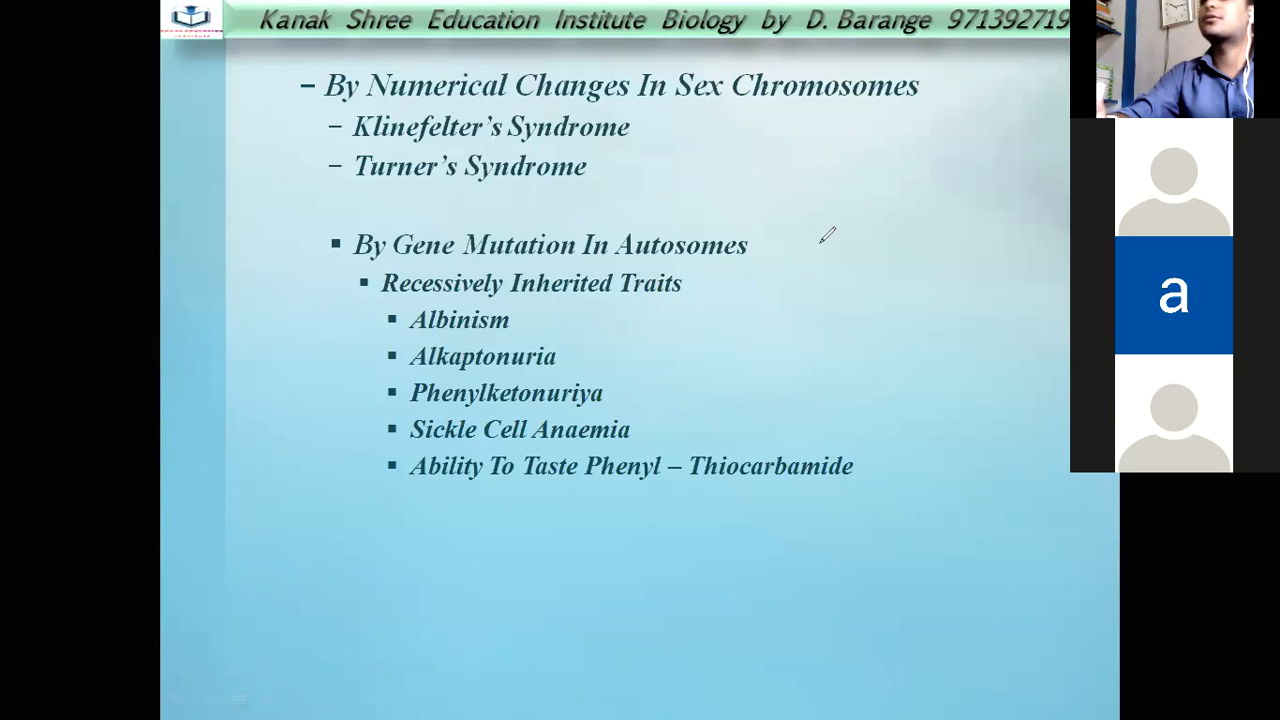 Kanak Shree Education Institute Biology by D. Barange 971392719
– By Numerical Changes In Sex Chromosomes
– Klinefelter’s Syndrome
– Turner’s Syndrome
▪ By Gene Mutation In Autosomes
▪ Recessively Inherited Traits
▪ Albinism
▪ Alkaptonuria
▪ Phenylketonuriya
▪ Sickle Cell Anaemia
▪ Ability To Taste Phenyl – Thiocarbamide
a